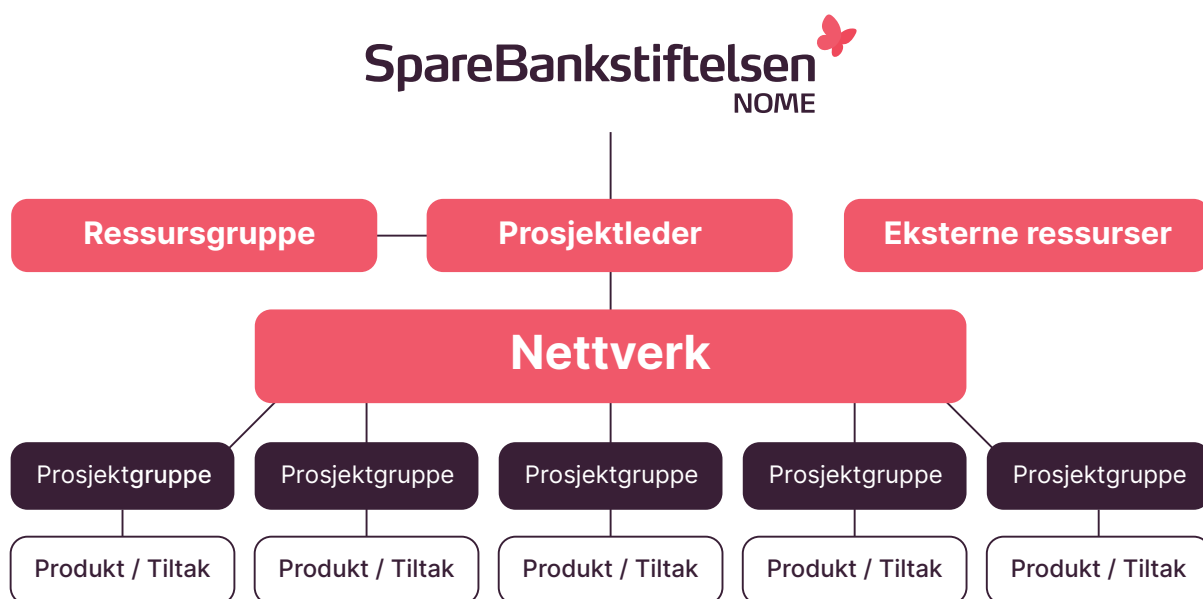 SpareBankstiftelsen
NOME
Ressursgruppe
Prosjektleder
Eksterne ressurser
Nettverk
Prosjektgruppe
Prosjektgruppe
Prosjektgruppe
Prosjektgruppe
Prosjektgruppe
Produkt / Tiltak
Produkt / Tiltak
Produkt / Tiltak
Produkt / Tiltak
Produkt / Tiltak